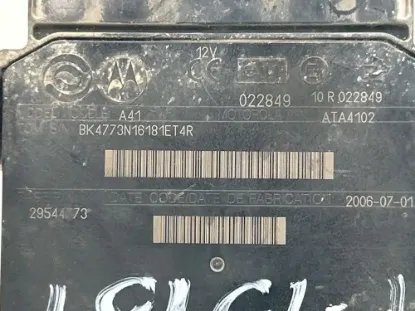 12V
022849 10 R 022849
A41 MOTOROLA ATA4102
BK4773N16181ET4R
DATE CODE/DATE DE FABRICATION 2006-07-01
29544 73